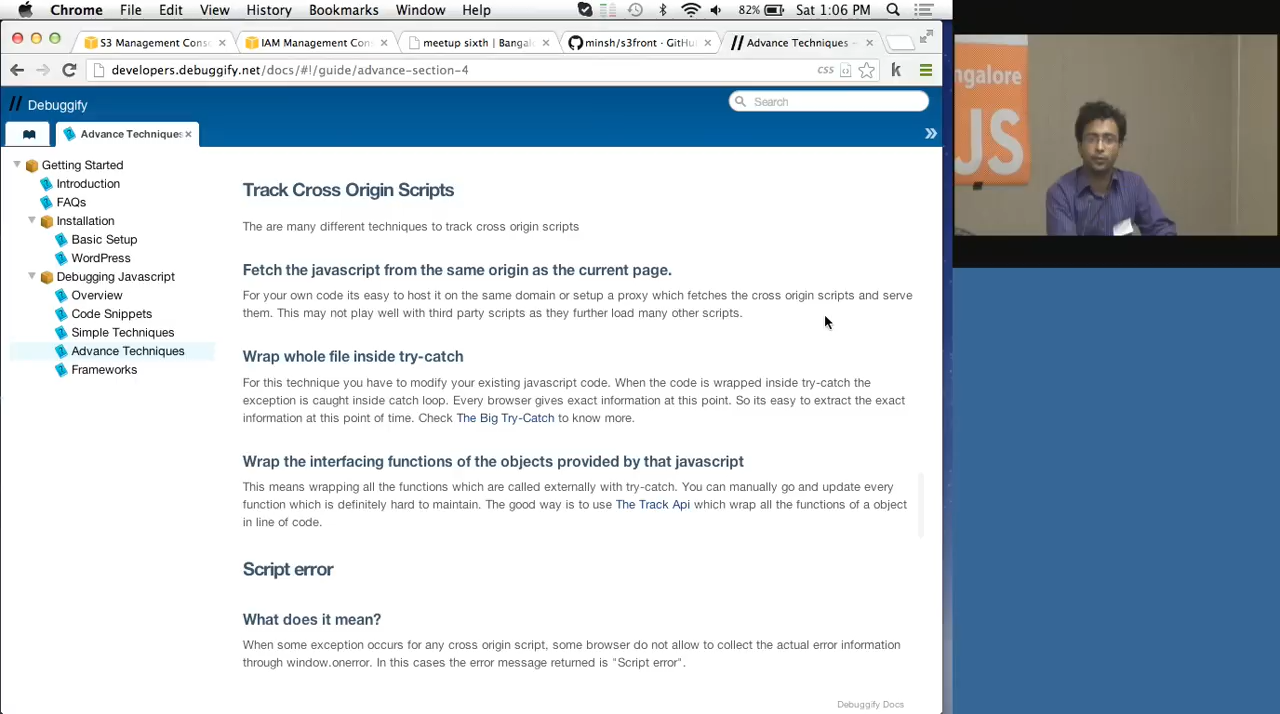 Chrome File Edit View History Bookmarks Window Help 82% Sat 1:06 PM
S3 Management Cons
IAM Management Con
meetup sixth | Bangal
minsh/s3front · GitHu
// Advance Techniques
developers.debuggify.net/docs/#!/guide/advance-section-4
CSS
k
// Debuggify
Search
Advance Techniques
»
Getting Started
Introduction
FAQs
Installation
Basic Setup
WordPress
Debugging Javascript
Overview
Code Snippets
Simple Techniques
Advance Techniques
Frameworks
Track Cross Origin Scripts
The are many different techniques to track cross origin scripts
Fetch the javascript from the same origin as the current page.
For your own code its easy to host it on the same domain or setup a proxy which fetches the cross origin scripts and serve
them. This may not play well with third party scripts as they further load many other scripts.
Wrap whole file inside try-catch
For this technique you have to modify your existing javascript code. When the code is wrapped inside try-catch the
exception is caught inside catch loop. Every browser gives exact information at this point. So its easy to extract the exact
information at this point of time. Check The Big Try-Catch to know more.
Wrap the interfacing functions of the objects provided by that javascript
This means wrapping all the functions which are called externally with try-catch. You can manually go and update every
function which is definitely hard to maintain. The good way is to use The Track Api which wrap all the functions of a object
in line of code.
Script error
What does it mean?
When some exception occurs for any cross origin script, some browser do not allow to collect the actual error information
through window.onerror. In this cases the error message returned is "Script error".
Debuggify Docs
ngalore
JS